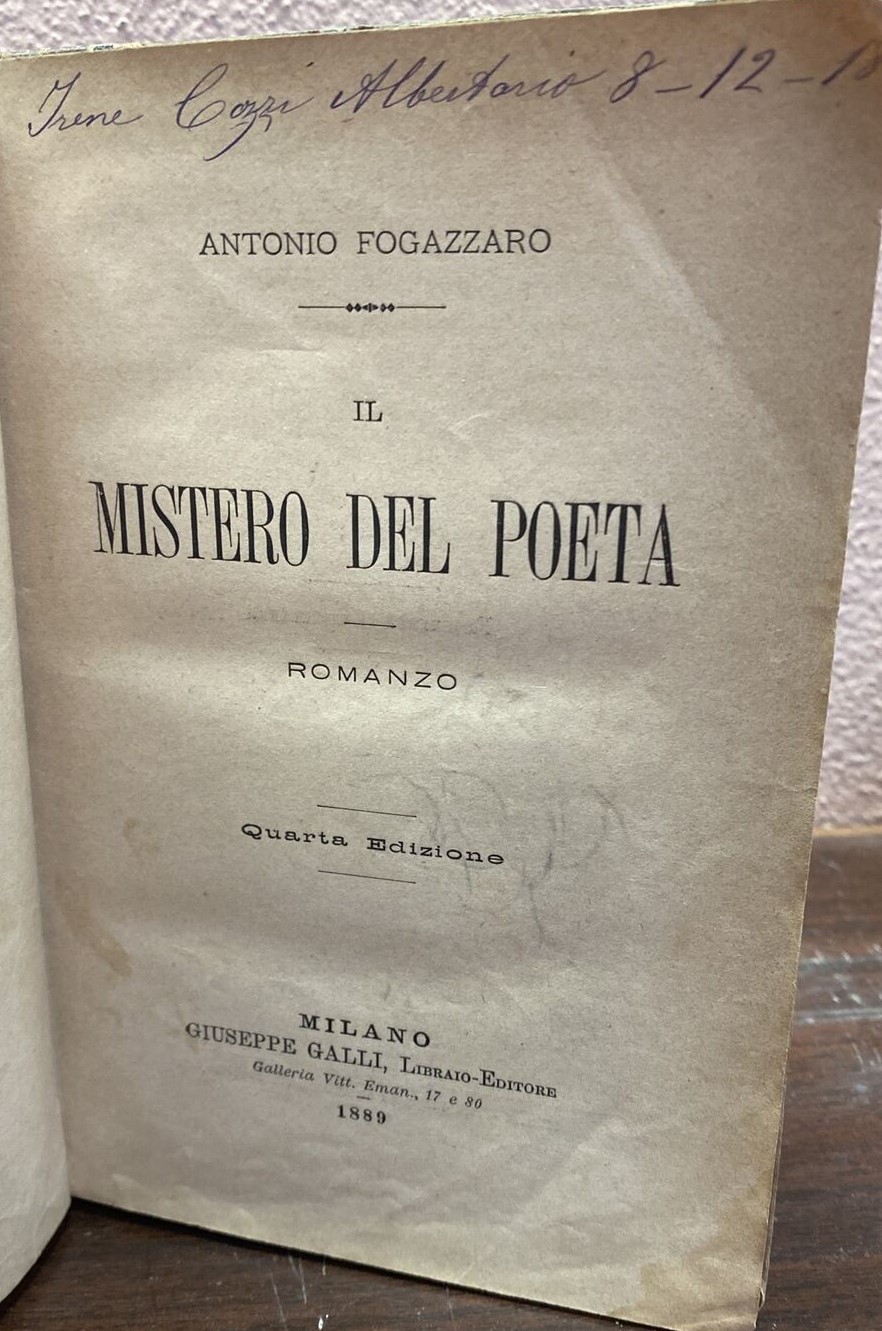 Irene Cozzi Albertario 8-12-
ANTONIO FOGAZZARO
IL
MISTERO DEL POETA
ROMANZO
Quarta Edizione
MILANO
GIUSEPPE GALLI, LIBRAIO-EDITORE
Galleria Vitt. Eman., 17 e 80
1889